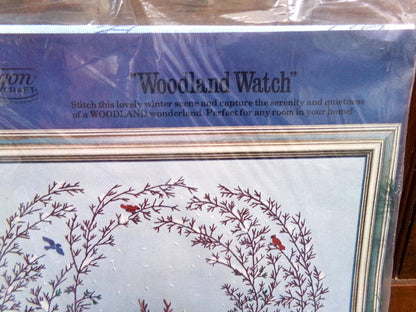 "Woodland Watch"
Stitch this lovely winter scene and capture the serenity and quietness
of a WOODLAND wonderland. Perfect for any room in your home!